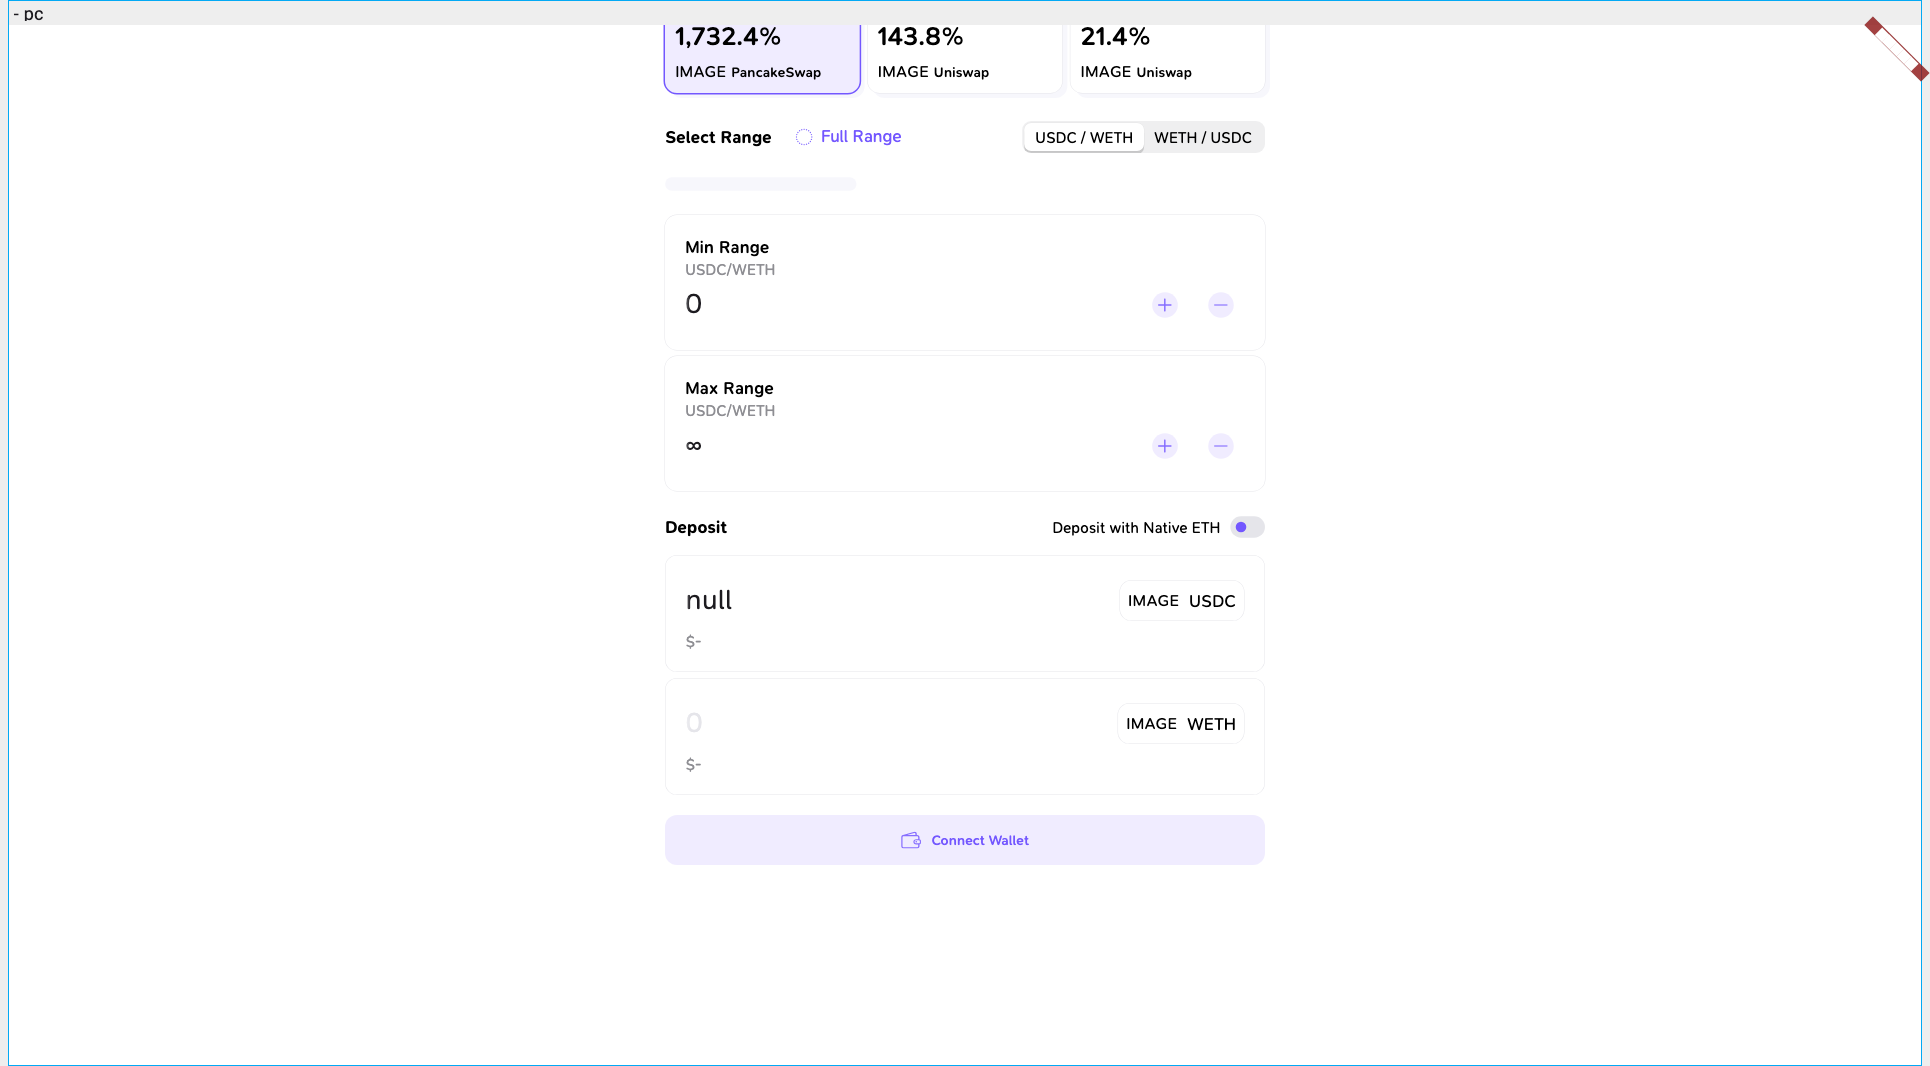 - pc
1,732.4% 143.8% 21.4%
IMAGE PancakeSwap IMAGE Uniswap IMAGE Uniswap
Select Range Full Range USDC / WETH WETH / USDC
Min Range
USDC/WETH
0
Max Range
USDC/WETH
∞
Deposit Deposit with Native ETH
null IMAGE USDC
$-
0 IMAGE WETH
$-
Connect Wallet